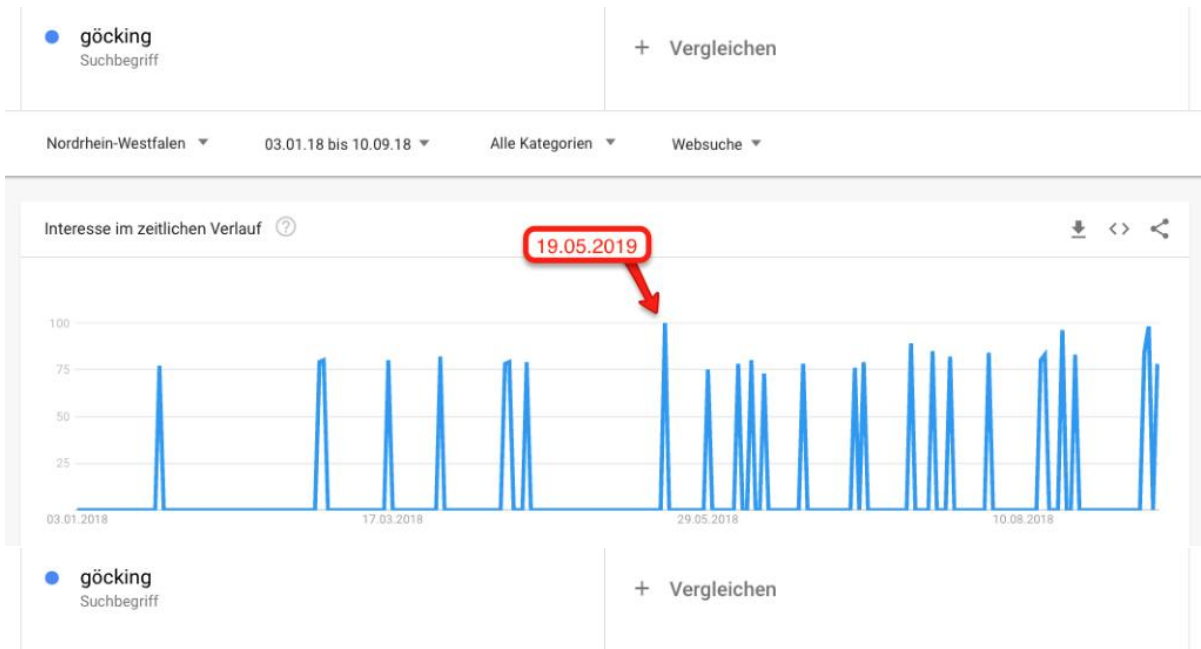 göcking
Suchbegriff
+ Vergleichen
Nordrhein-Westfalen
03.01.18 bis 10.09.18
Alle Kategorien
Websuche
Interesse im zeitlichen Verlauf ?
19.05.2019
100
75
50
25
03.01.2018
17.03.2018
29.05.2018
10.08.2018
göcking
Suchbegriff
+ Vergleichen